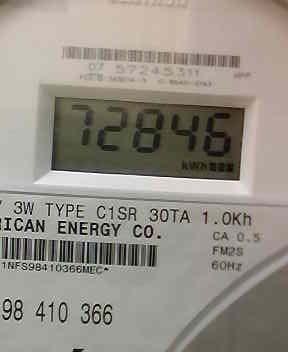 07 57245311
72846
kWh
3W TYPE C1SR 30TA 1.0Kh
RICAN ENERGY CO.
CA 0.5
FM2S
60Hz
1NFS98410366MEC*
98 410 366